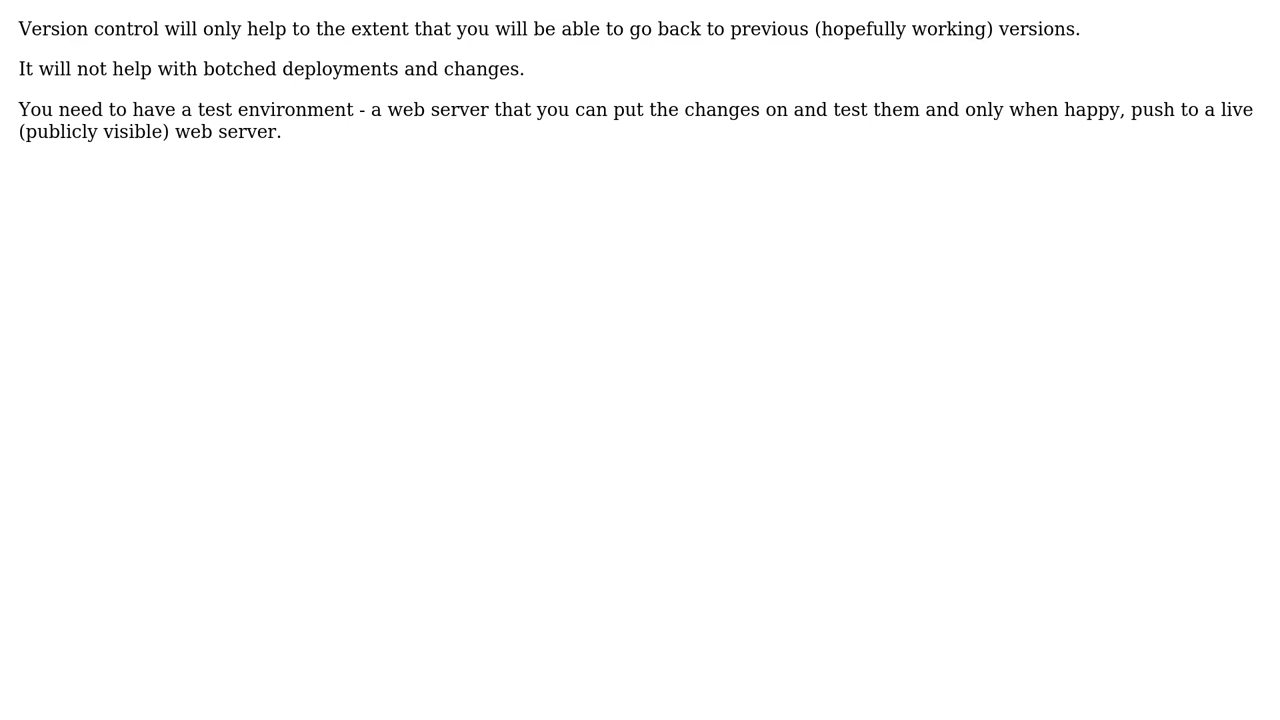 Version control will only help to the extent that you will be able to go back to previous (hopefully working) versions.
It will not help with botched deployments and changes.
You need to have a test environment - a web server that you can put the changes on and test them and only when happy, push to a live
(publicly visible) web server.